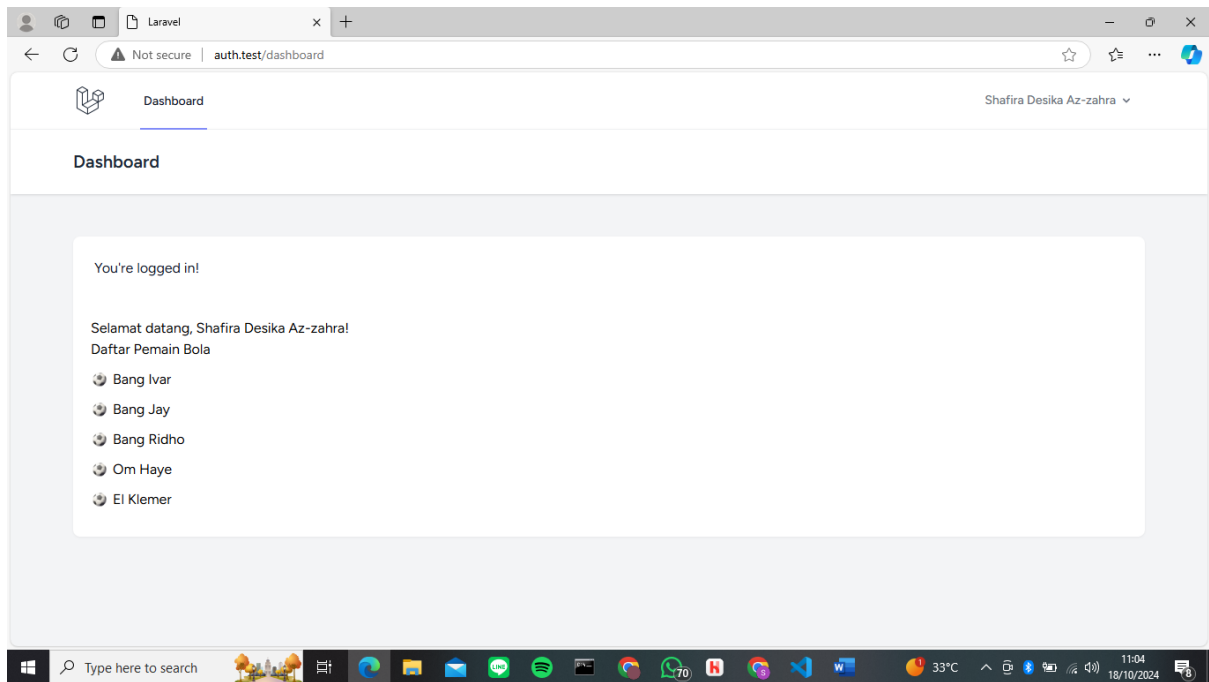 Laravel
Not secure | auth.test/dashboard
Dashboard
Shafira Desika Az-zahra
Dashboard
You're logged in!
Selamat datang, Shafira Desika Az-zahra!
Daftar Pemain Bola
Bang Ivar
Bang Jay
Bang Ridho
Om Haye
El Klemer
Type here to search
LINE
70
H
S
W
1
33°C
11:04
18/10/2024
8